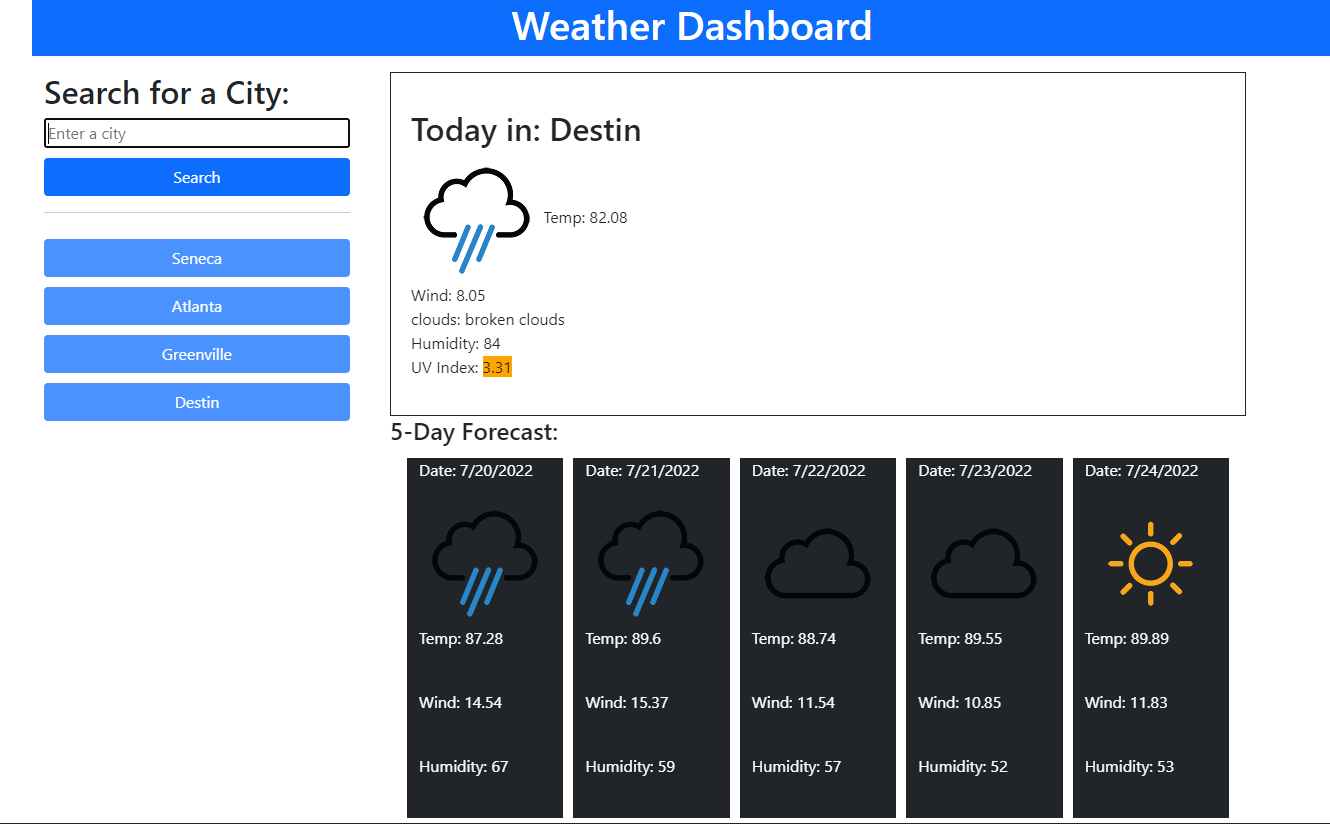 Weather Dashboard
Search for a City:
Enter a city
Search
Seneca
Atlanta
Greenville
Destin
Today in: Destin
Temp: 82.08
Wind: 8.05
clouds: broken clouds
Humidity: 84
UV Index: 3.31
5-Day Forecast:
Date: 7/20/2022
Temp: 87.28
Wind: 14.54
Humidity: 67
Date: 7/21/2022
Temp: 89.6
Wind: 15.37
Humidity: 59
Date: 7/22/2022
Temp: 88.74
Wind: 11.54
Humidity: 57
Date: 7/23/2022
Temp: 89.55
Wind: 10.85
Humidity: 52
Date: 7/24/2022
Temp: 89.89
Wind: 11.83
Humidity: 53